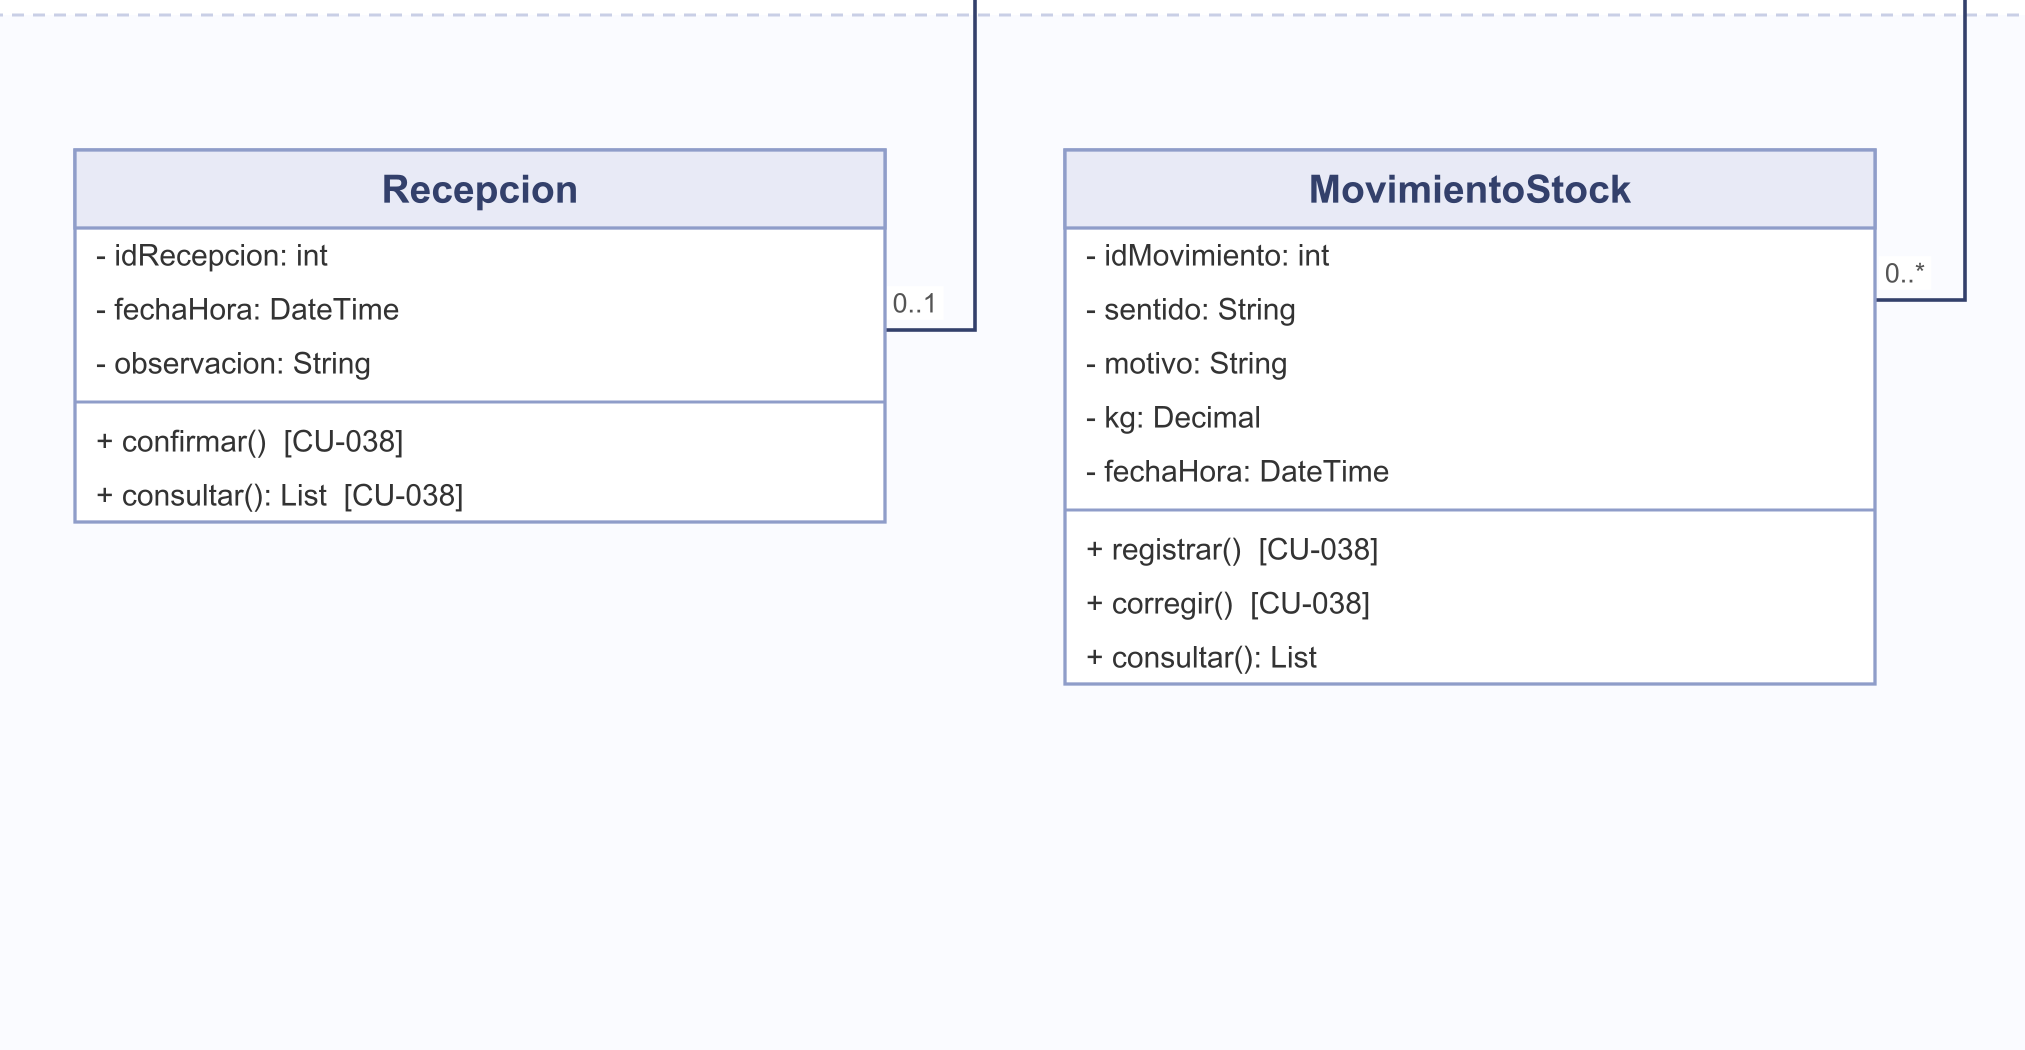 Recepcion
- idRecepcion: int
- fechaHora: DateTime
- observacion: String
+ confirmar()  [CU-038]
+ consultar(): List  [CU-038]
0..1
MovimientoStock
- idMovimiento: int
- sentido: String
- motivo: String
- kg: Decimal
- fechaHora: DateTime
+ registrar()  [CU-038]
+ corregir()  [CU-038]
+ consultar(): List
0..*